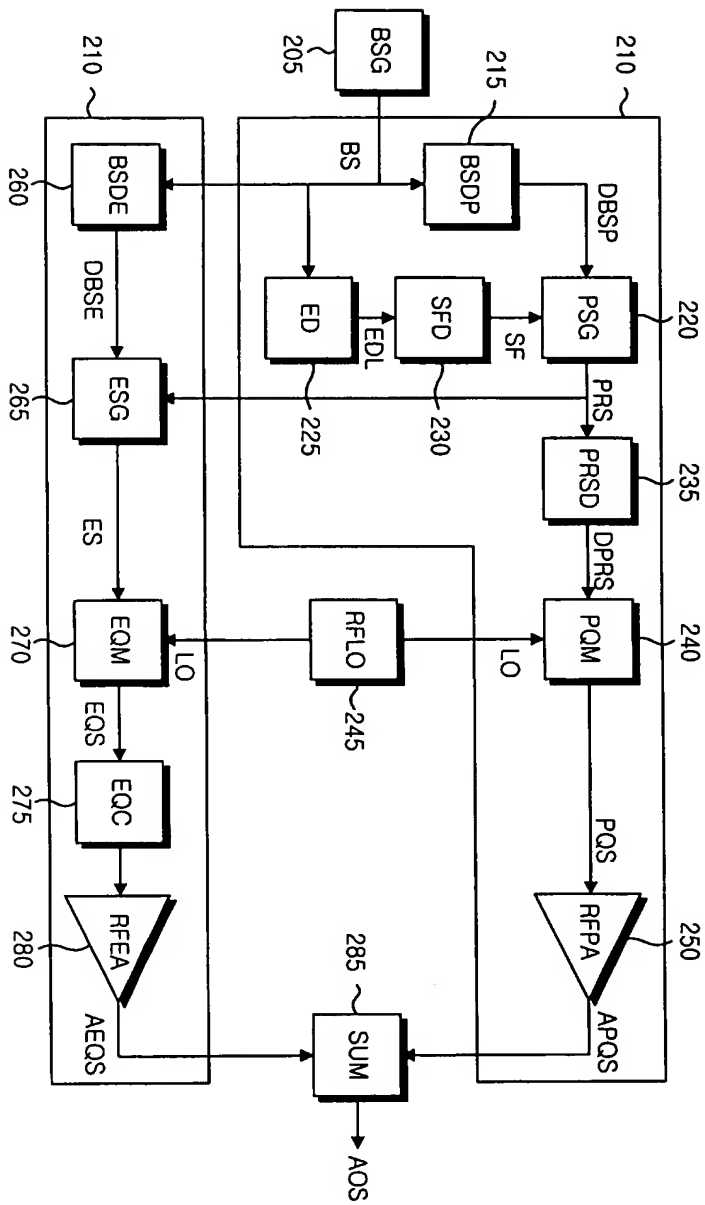 210
215
220
235
240
250
BSDP
DBSP
PSG
PRS
PRSD
DPRS
PQM
PQS
RFPA
APQS
SFD
SF
230
EDL
ED
225
LO
BSG
205
BS
RFLO
245
285
SUM
AOS
210
LO
BSDE
260
DBSE
ESG
265
ES
EQM
270
EQS
EQC
275
RFEA
280
AEQS